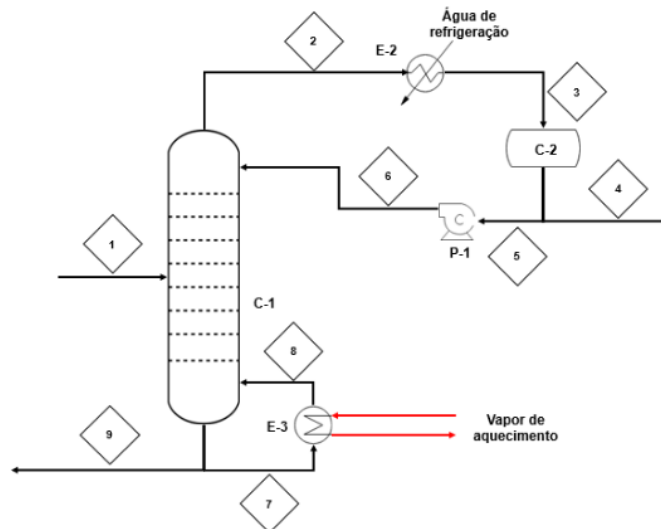 Água de
refrigeração
2
E-2
3
C-2
6
4
C
P-1
5
1
C-1
8
9
E-3
Vapor de
aquecimento
7